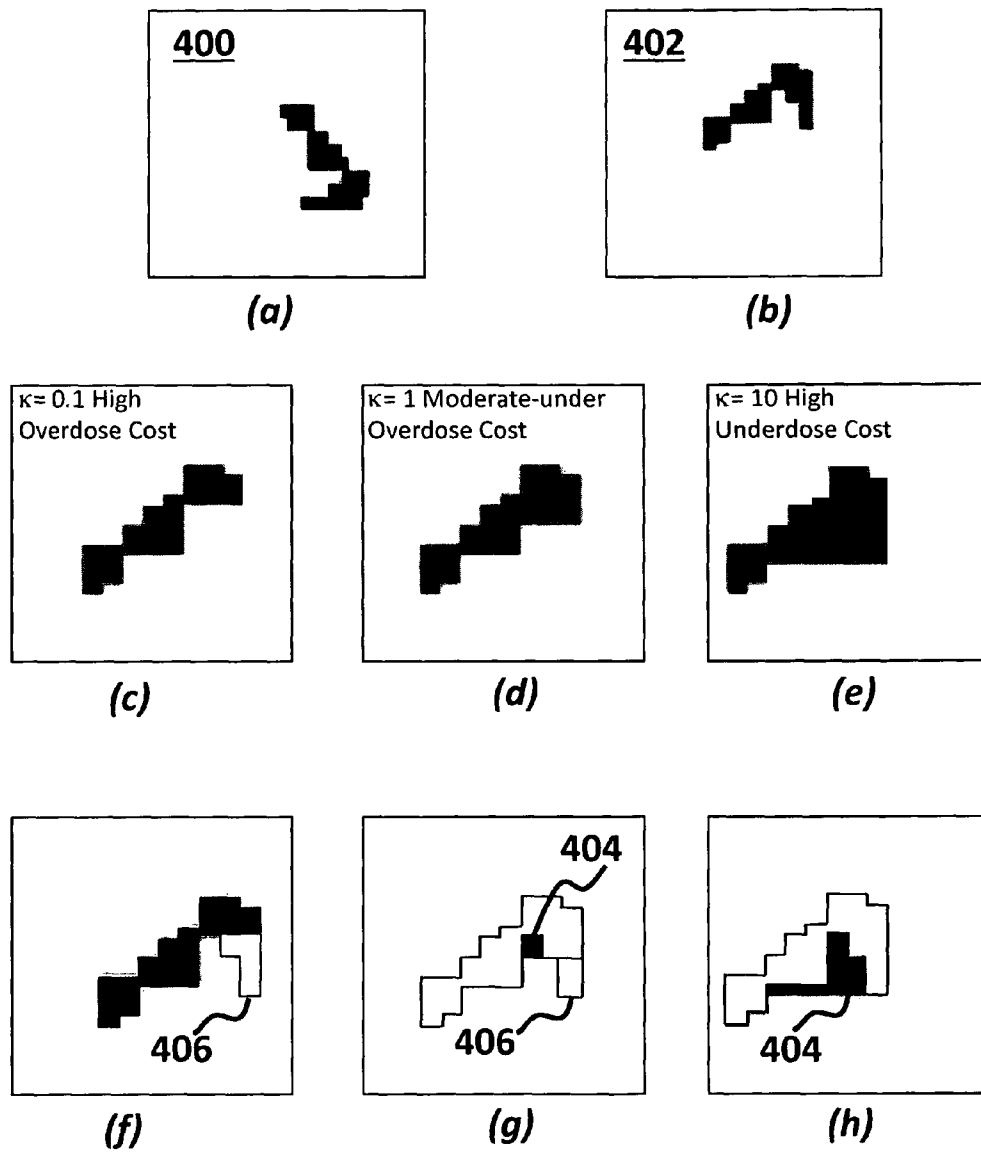 400
402
(a)
(b)
κ= 0.1 High
Overdose Cost
κ= 1 Moderate-under
Overdose Cost
κ= 10 High
Underdose Cost
(c)
(d)
(e)
404
406
406
404
(f)
(g)
(h)